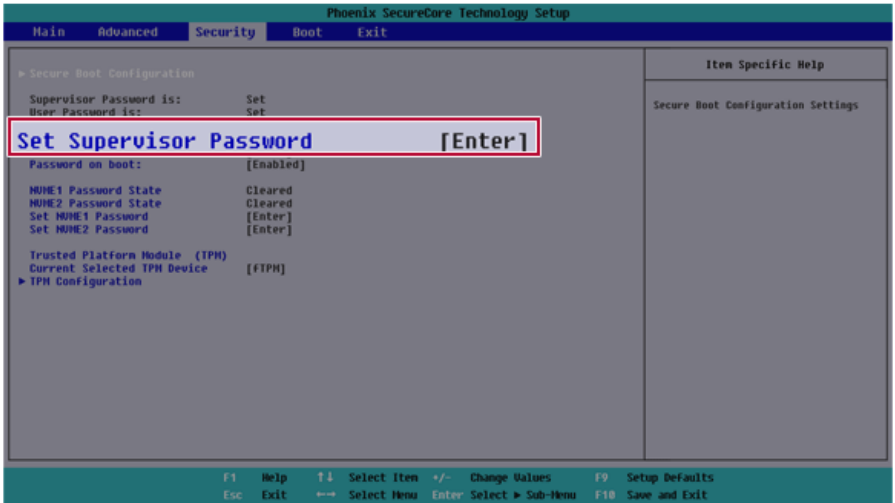 Phoenix SecureCore Technology Setup
Main Advanced Security Boot Exit
▶ Secure Boot Configuration
Supervisor Password is: Set
User Password is: Set
Set Supervisor Password [Enter]
Password on boot: [Enabled]
NVME1 Password State Cleared
NVME2 Password State Cleared
Set NVME1 Password [Enter]
Set NVME2 Password [Enter]
Trusted Platform Module (TPM)
Current Selected TPM Device [fTPM]
▶ TPM Configuration
Item Specific Help
Secure Boot Configuration Settings
F1 Help ↑↓ Select Item +/- Change Values F9 Setup Defaults
Esc Exit ←→ Select Menu Enter Select ▶ Sub-Menu F10 Save and Exit